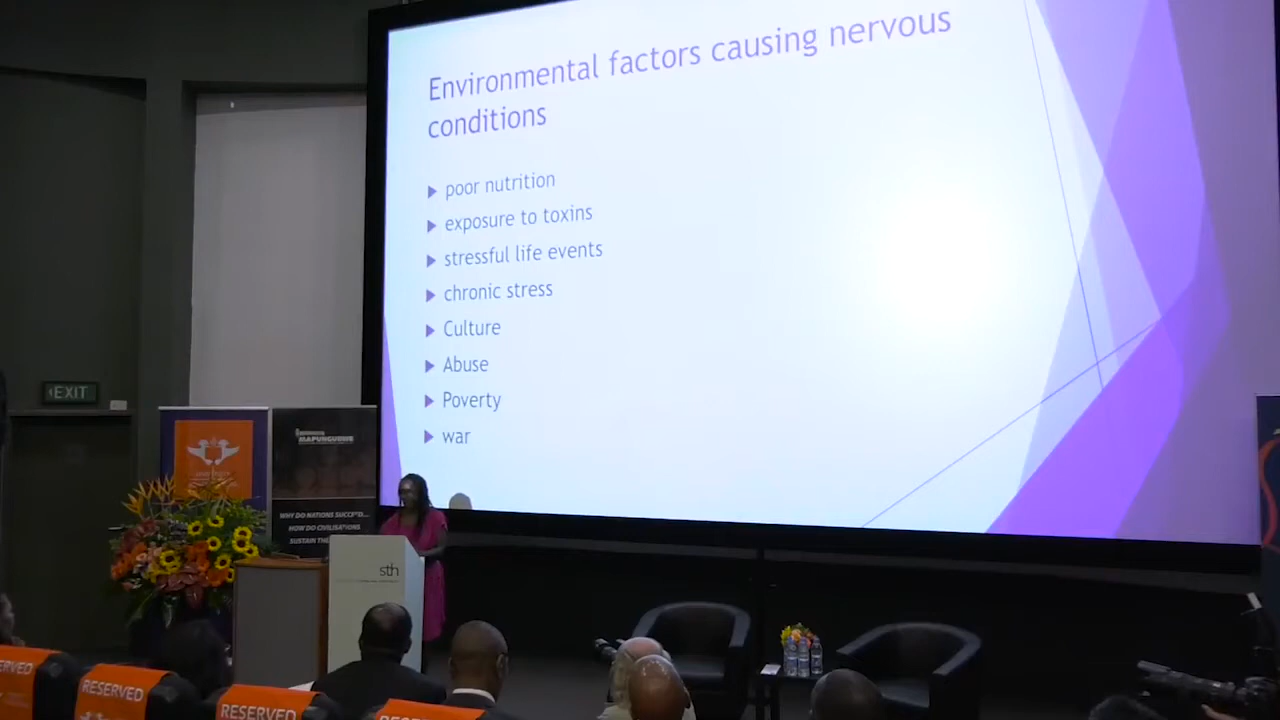 Environmental factors causing nervous
conditions
poor nutrition
exposure to toxins
stressful life events
chronic stress
Culture
Abuse
Poverty
war
EXIT
MAPUNGUBWE
WHY DO NATIONS SUCCEED...
HOW DO CIVILISATIONS
SUSTAIN
sth
ERVED
RESERVED
RESERVED
RESERVED